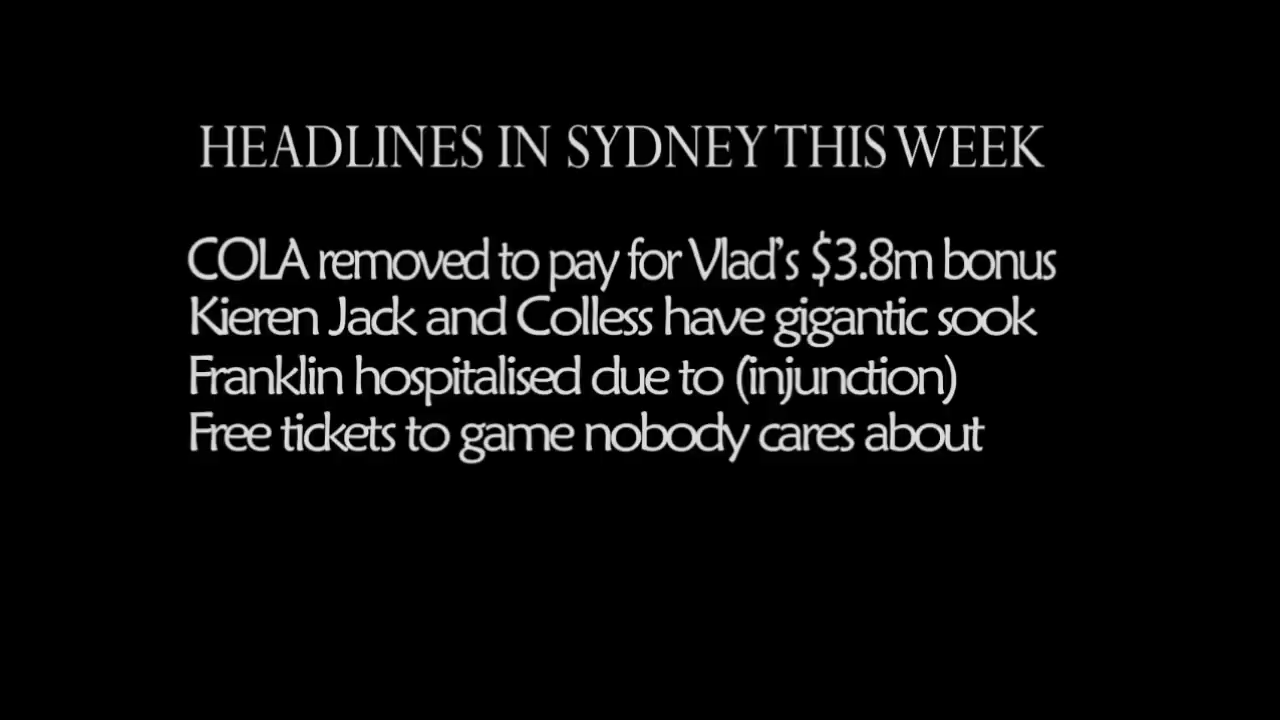 HEADLINES IN SYDNEY THIS WEEK
COLA removed to pay for Vlad's $3.8m bonus
Kieren Jack and Colless have gigantic sook
Franklin hospitalised due to (injunction)
Free tickets to game nobody cares about